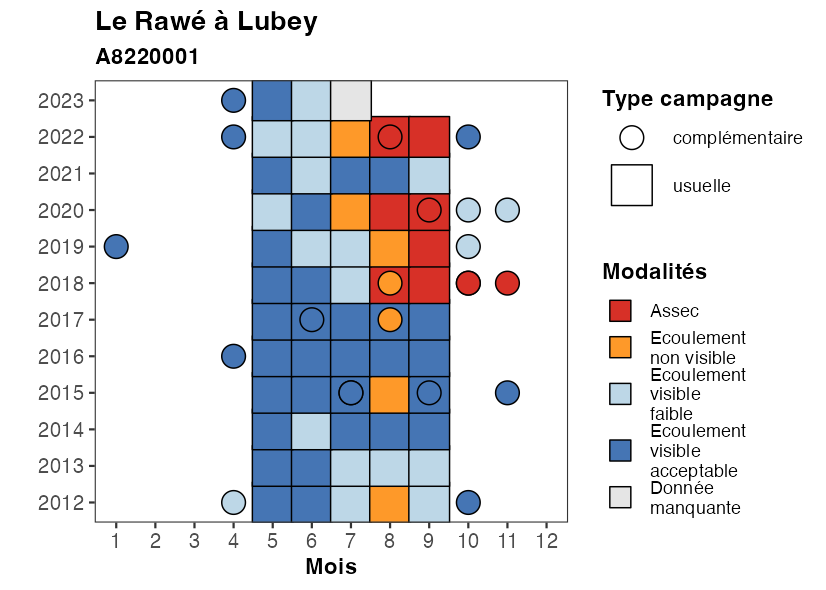 Le Rawé à Lubey
A8220001
2023
2022
2021
2020
2019
2018
2017
2016
2015
2014
2013
2012
1 2 3 4 5 6 7 8 9 10 11 12
Mois
Type campagne
complémentaire
usuelle
Modalités
Assec
Ecoulement
non visible
Ecoulement
visible
faible
Ecoulement
visible
acceptable
Donnée
manquante